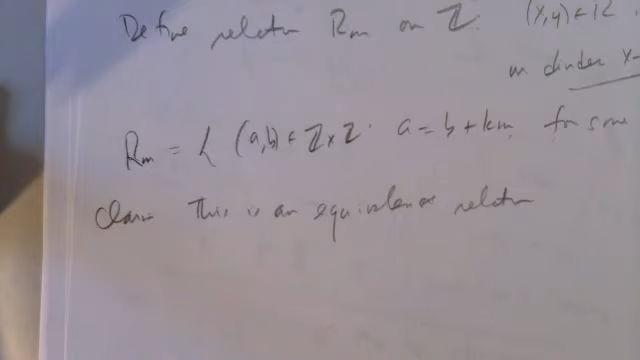 Define relation Rm on ℤ. (x,y) ∈ R
m divides x-
Rm = { (a,b) ∈ ℤ × ℤ : a = b + km, for some
Claim This is an equivalence relation